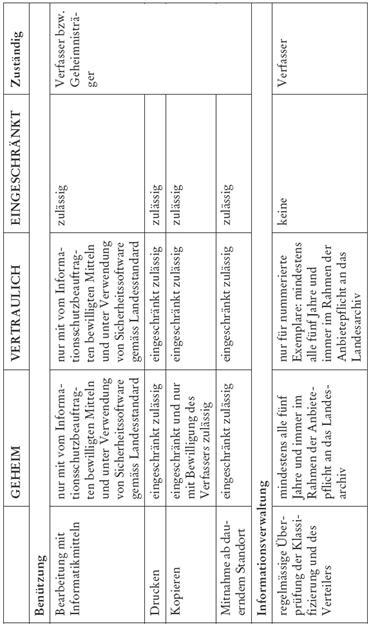 GEHEIM VERTRAULICH EINGESCHRÄNKT Zuständig
Benützung
Bearbeitung mit
Informatikmitteln
nur mit vom Informa-
tionsschutzbeauftrag-
ten bewilligten Mitteln
und unter Verwendung
von Sicherheitssoftware
gemäss Landesstandard
nur mit vom Informa-
tionsschutzbeauftrag-
ten bewilligten Mitteln
und unter Verwendung
von Sicherheitssoftware
gemäss Landesstandard
zulässig
Verfasser bzw.
Geheimnisträ-
ger
Drucken
eingeschränkt zulässig
eingeschränkt zulässig
zulässig
Kopieren
eingeschränkt und nur
mit Bewilligung des
Verfassers zulässig
eingeschränkt zulässig
zulässig
Mitnahme ab dau-
erndem Standort
eingeschränkt zulässig
eingeschränkt zulässig
zulässig
Informationsverwaltung
regelmässige Über-
prüfung der Klassi-
fizierung und des
Verteilers
mindestens alle fünf
Jahre und immer im
Rahmen der Anbiete-
pflicht an das Landes-
archiv
nur für nummerierte
Exemplare: mindestens
alle fünf Jahre und
immer im Rahmen der
Anbietepflicht an das
Landesarchiv
keine
Verfasser